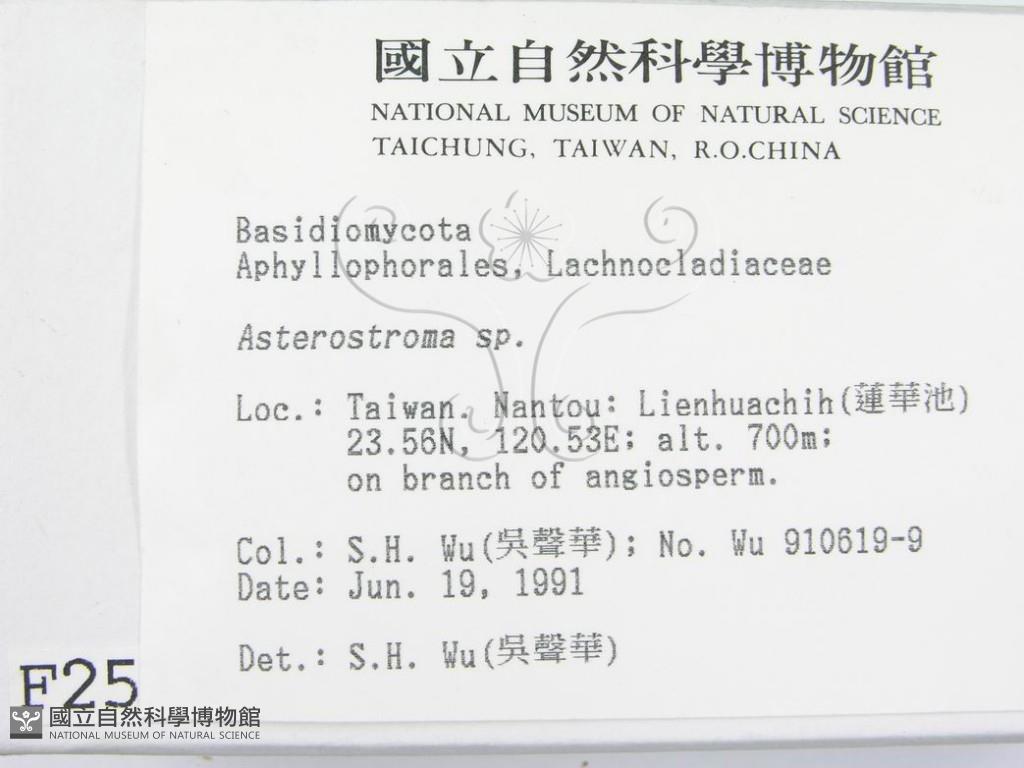 國立自然科學博物館
NATIONAL MUSEUM OF NATURAL SCIENCE
TAICHUNG, TAIWAN, R.O.CHINA
Basidiomycota
Aphyllophorales, Lachnocladiaceae
Asterostroma sp.
Loc.: Taiwan. Nantou: Lienhuachih(蓮華池)
23.56N, 120.53E; alt. 700m;
on branch of angiosperm.
Col.: S.H. Wu(吳聲華); No. Wu 910619-9
Date: Jun. 19, 1991
Det.: S.H. Wu(吳聲華)
F25
國立自然科學博物館
NATIONAL MUSEUM OF NATURAL SCIENCE